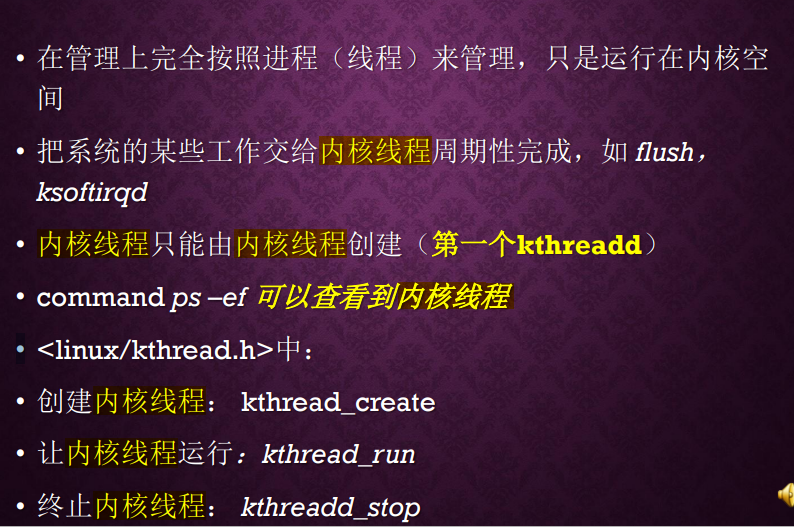 • 在管理上完全按照进程（线程）来管理，只是运行在内核空
间
• 把系统的某些工作交给内核线程周期性完成，如 flush，
ksoftirqd
• 内核线程只能由内核线程创建（第一个kthreadd）
• command ps –ef 可以查看到内核线程
• <linux/kthread.h>中：
• 创建内核线程： kthread_create
• 让内核线程运行：kthread_run
• 终止内核线程： kthreadd_stop